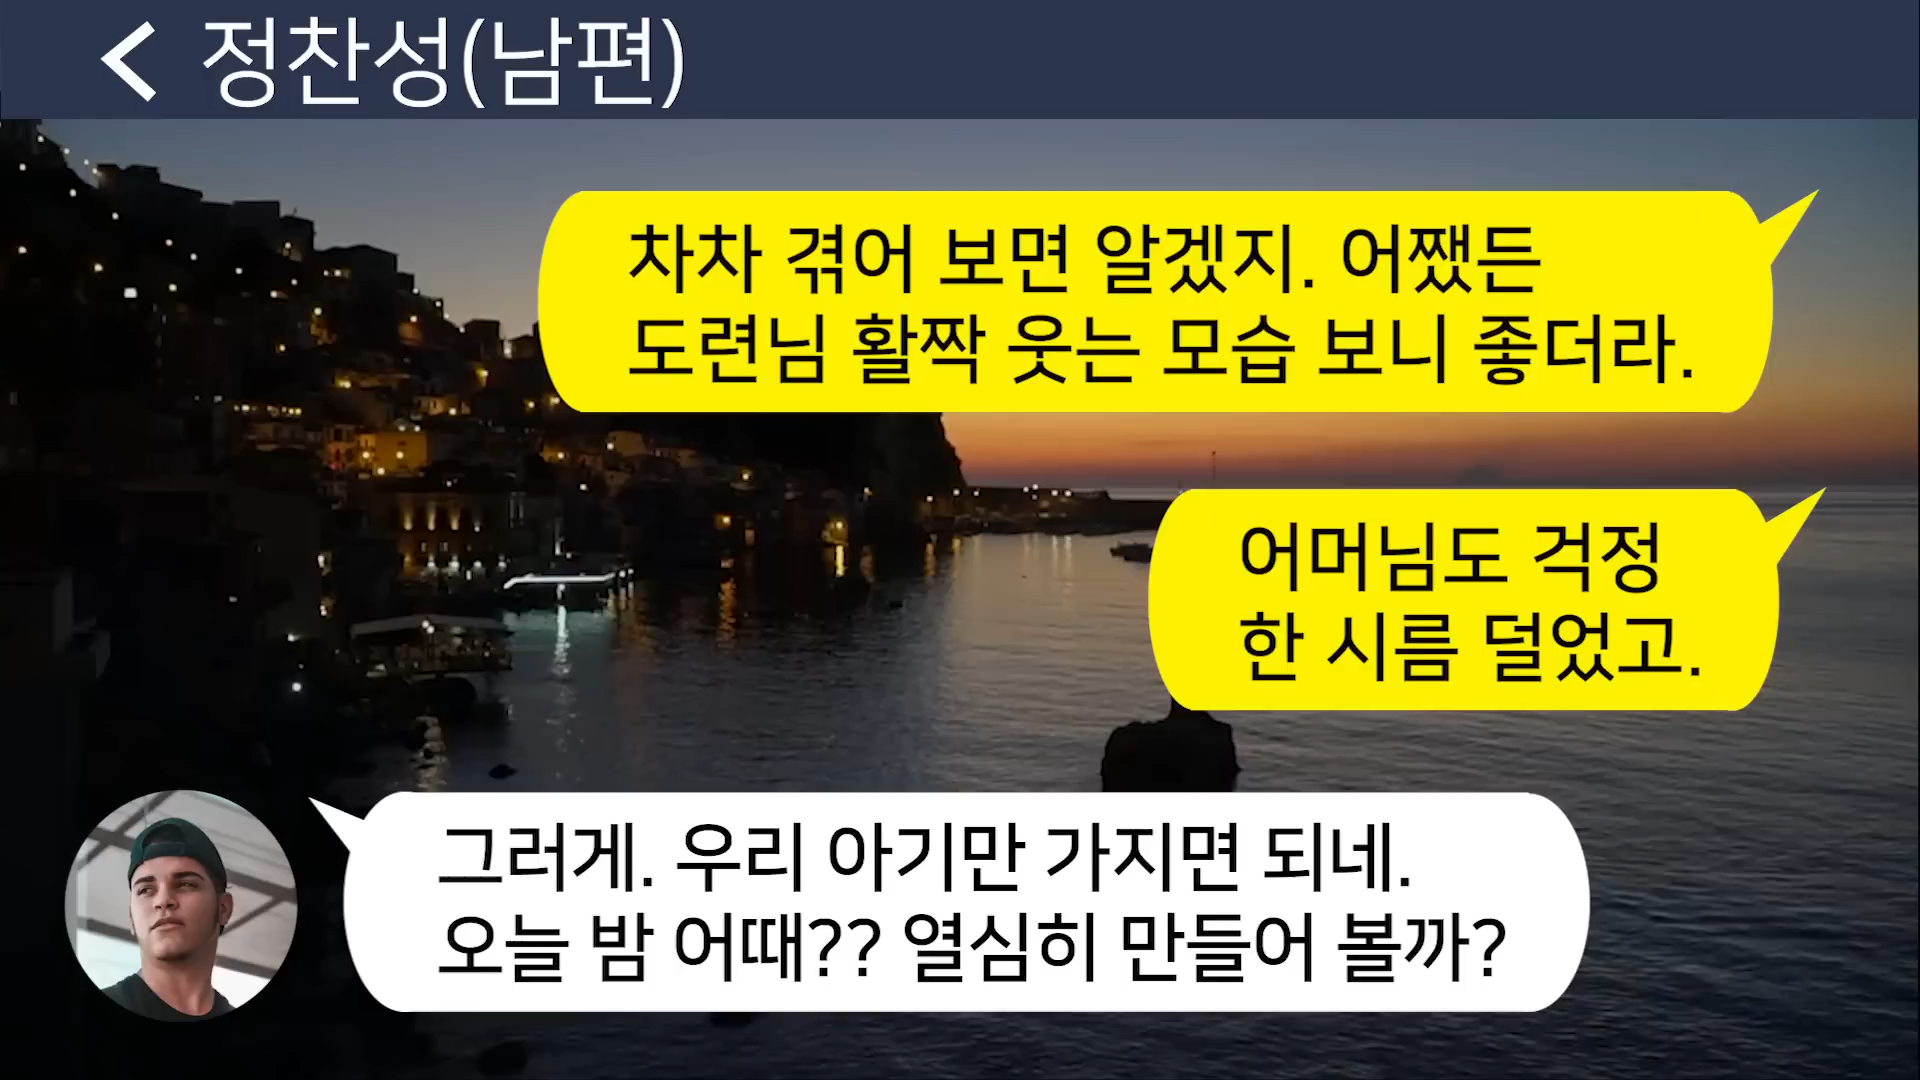 정찬성(남편)
차차 겪어 보면 알겠지. 어쨌든
도련님 활짝 웃는 모습 보니 좋더라.
어머님도 걱정
한 시름 덜었고.
그러게. 우리 아기만 가지면 되네.
오늘 밤 어때?? 열심히 만들어 볼까?